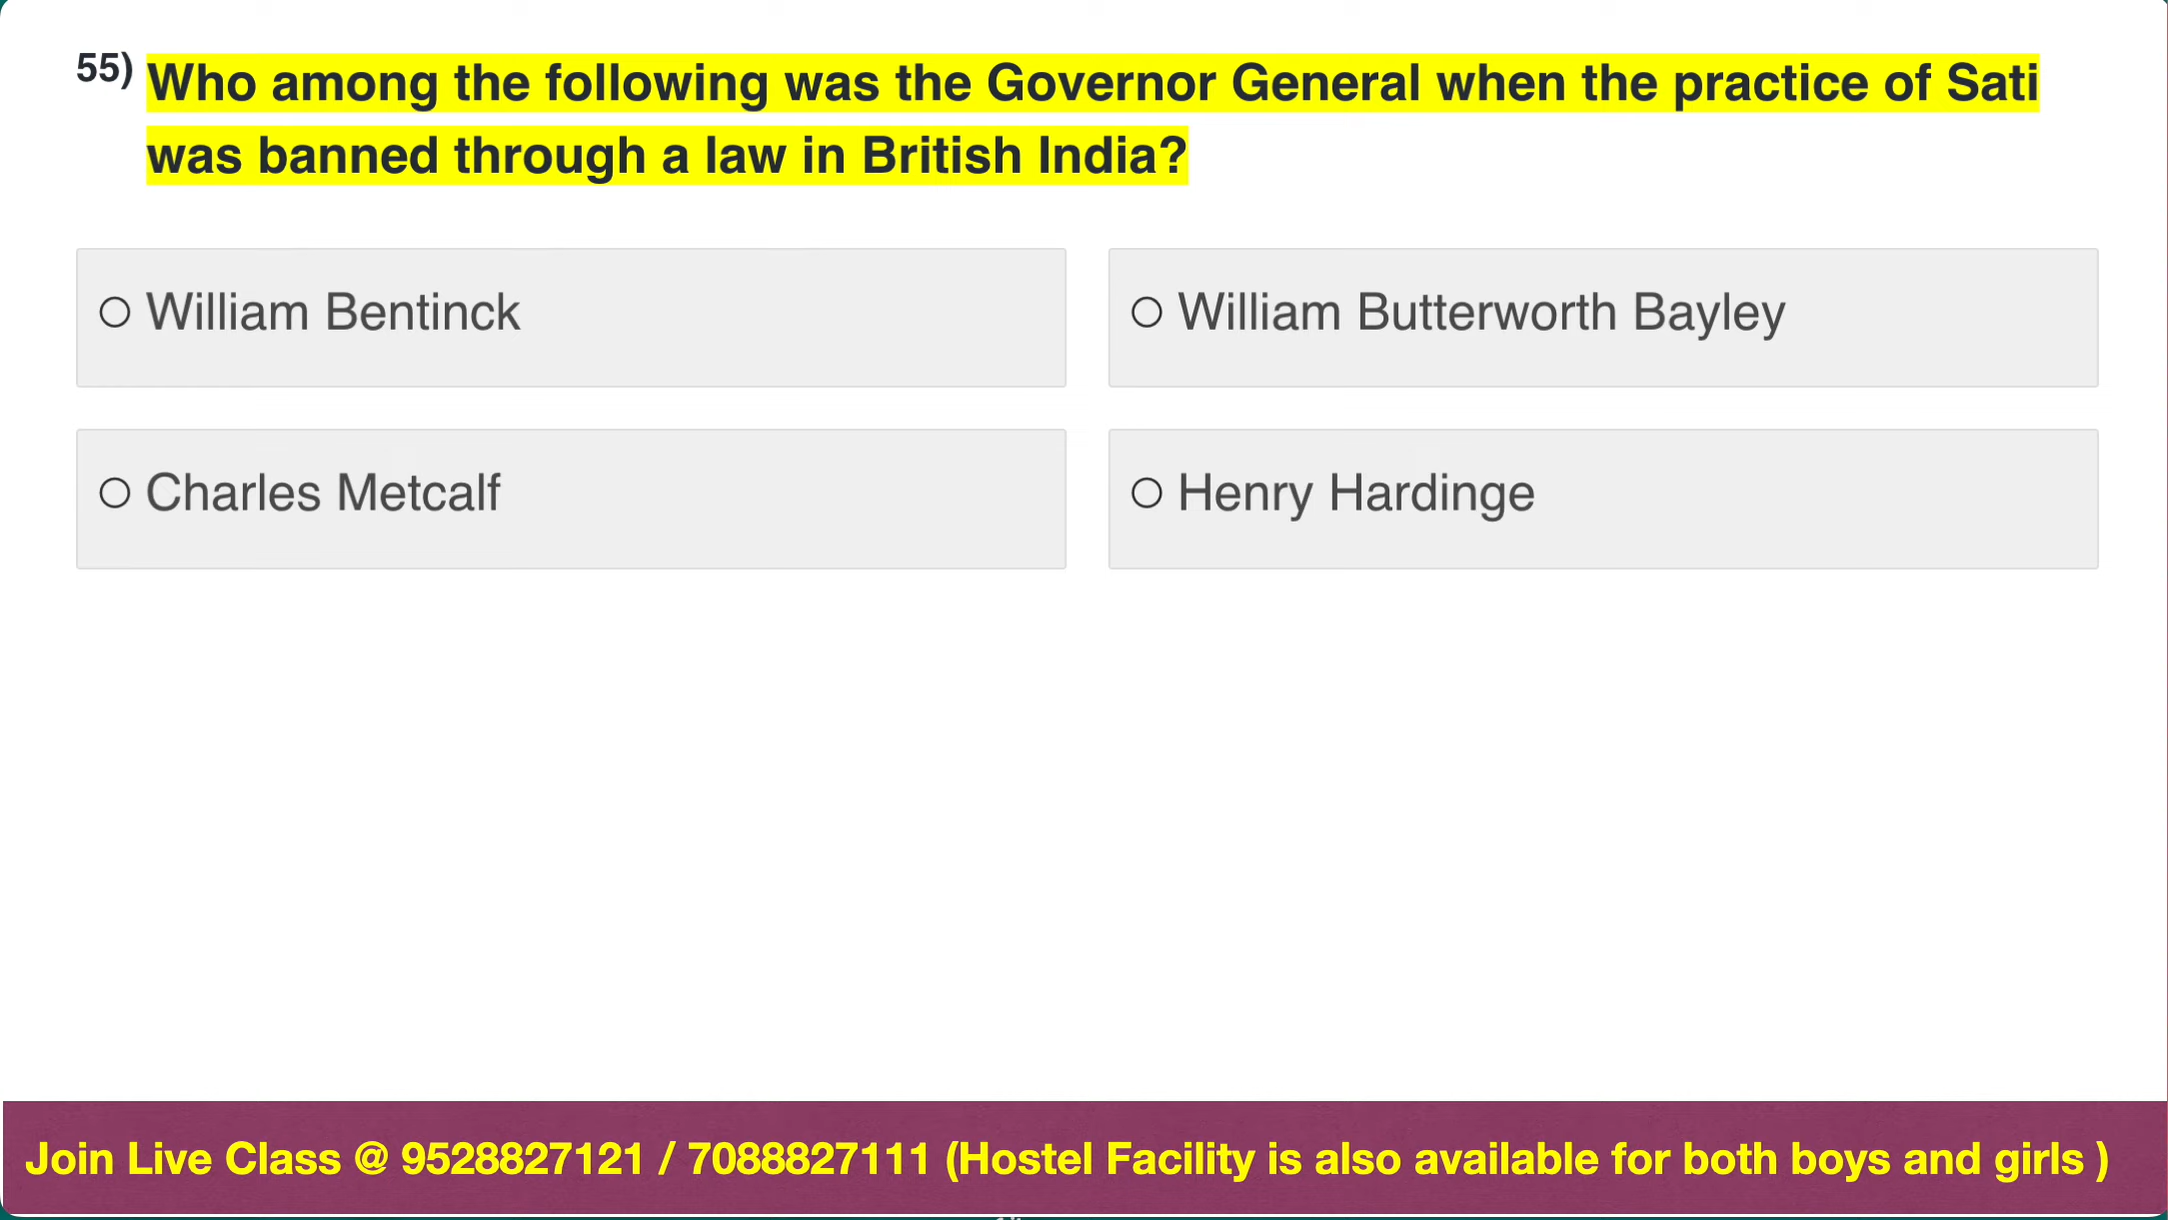 55) Who among the following was the Governor General when the practice of Sati
was banned through a law in British India?
William Bentinck
William Butterworth Bayley
Charles Metcalf
Henry Hardinge
Join Live Class @ 9528827121 / 7088827111 (Hostel Facility is also available for both boys and girls )